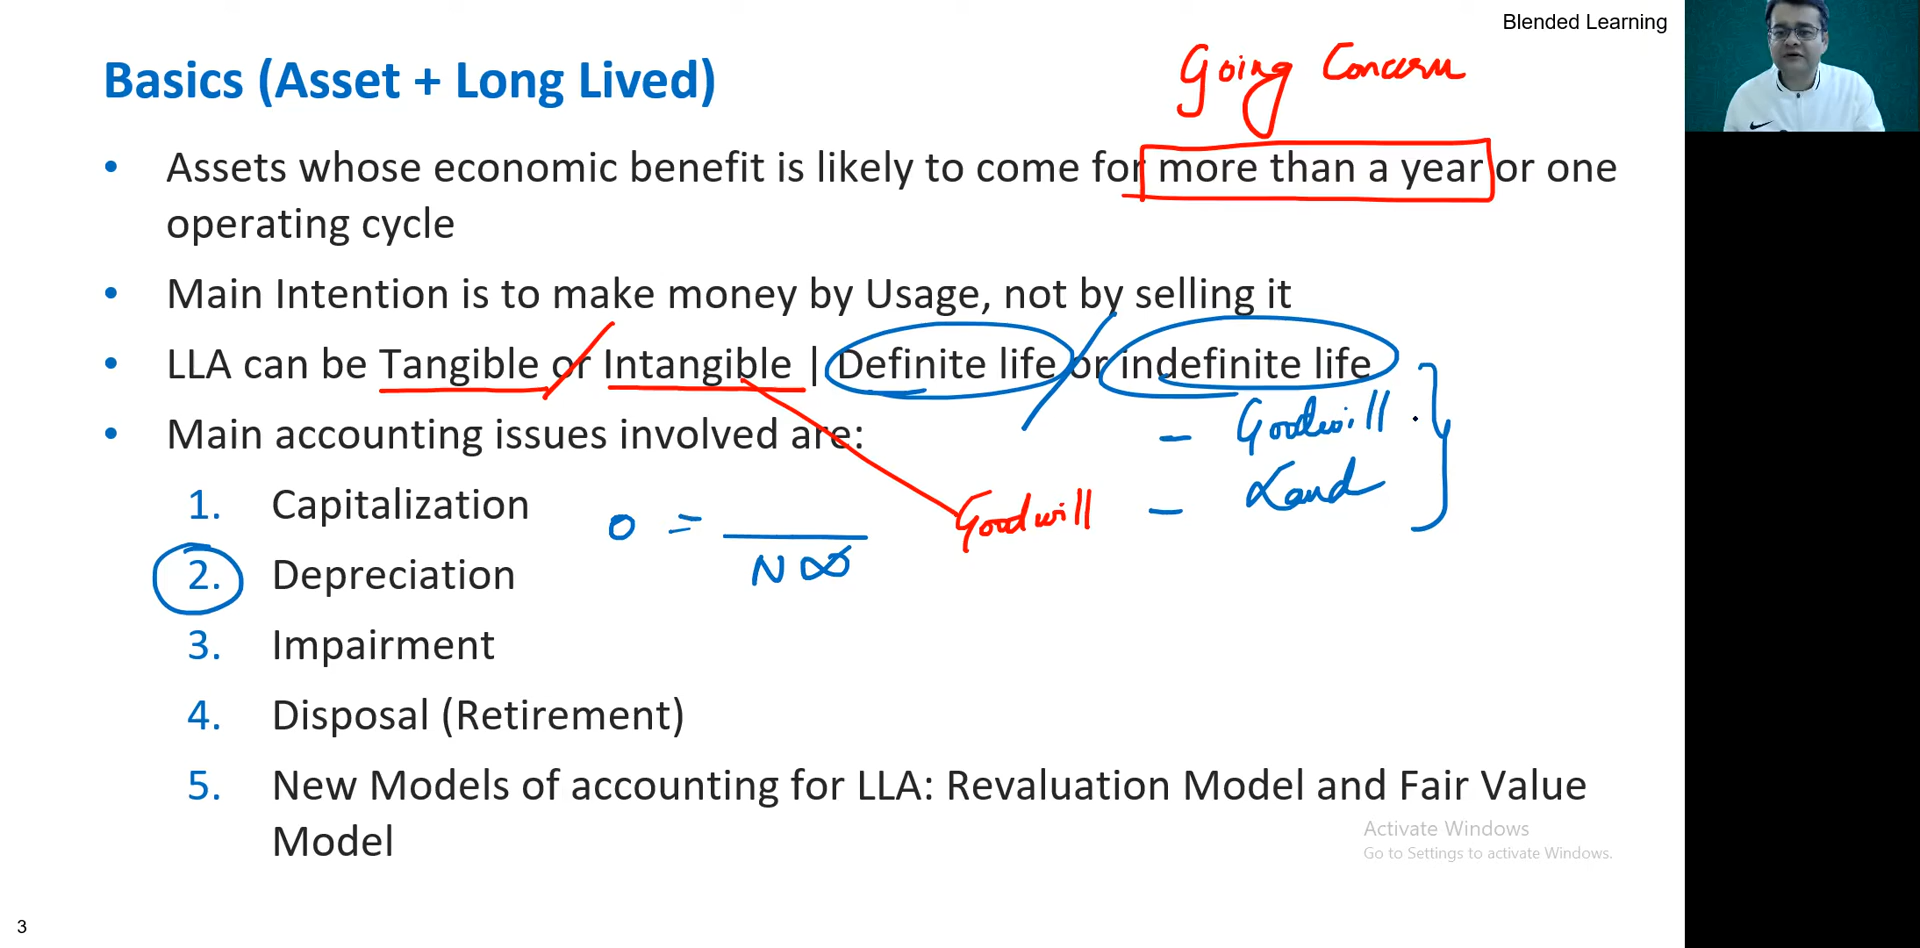 Blended Learning
Going Concern
Basics (Asset + Long Lived)
• Assets whose economic benefit is likely to come for more than a year or one
operating cycle
• Main Intention is to make money by Usage, not by selling it
• LLA can be Tangible or Intangible | Definite life or indefinite life
- Goodwill
• Main accounting issues involved are:
- Land
1. Capitalization
Goodwill
0 = 
N ∞
2. Depreciation
3. Impairment
4. Disposal (Retirement)
5. New Models of accounting for LLA: Revaluation Model and Fair Value
Model
Activate Windows
Go to Settings to activate Windows.
3